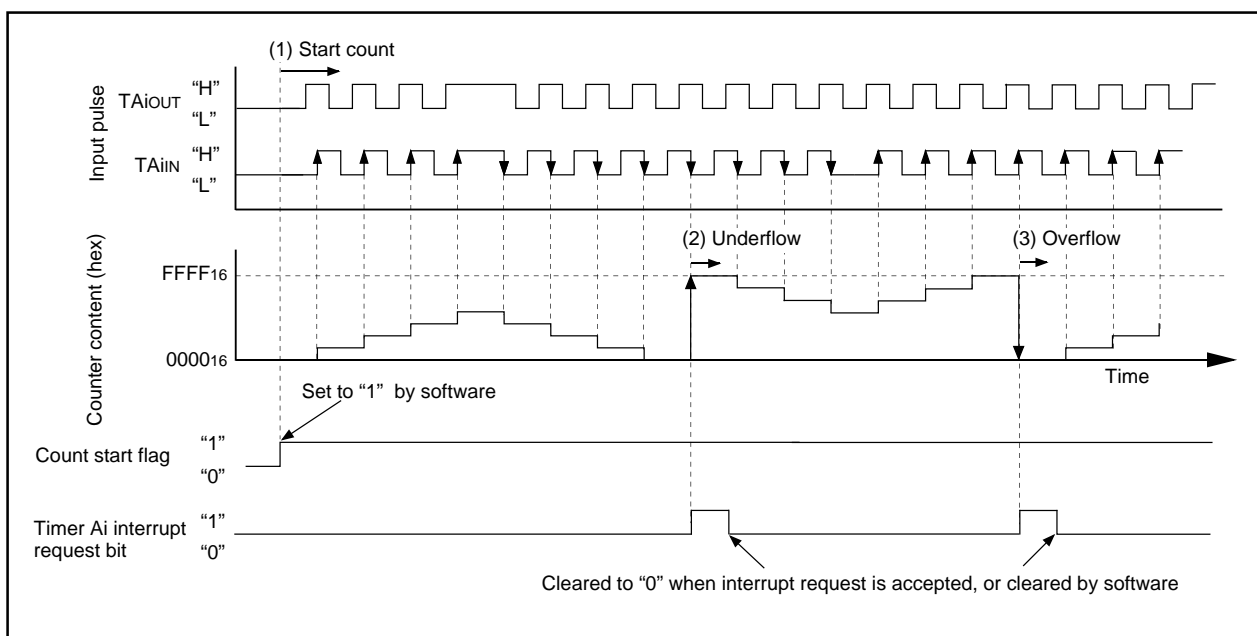 (1) Start count
Input pulse
TAiOUT
“H”
“L”
TAiIN
“H”
“L”
Counter content (hex)
FFFF16
000016
(2) Underflow
(3) Overflow
Time
Set to “1” by software
Count start flag
“1”
“0”
Timer Ai interrupt
request bit
“1”
“0”
Cleared to “0” when interrupt request is accepted, or cleared by software